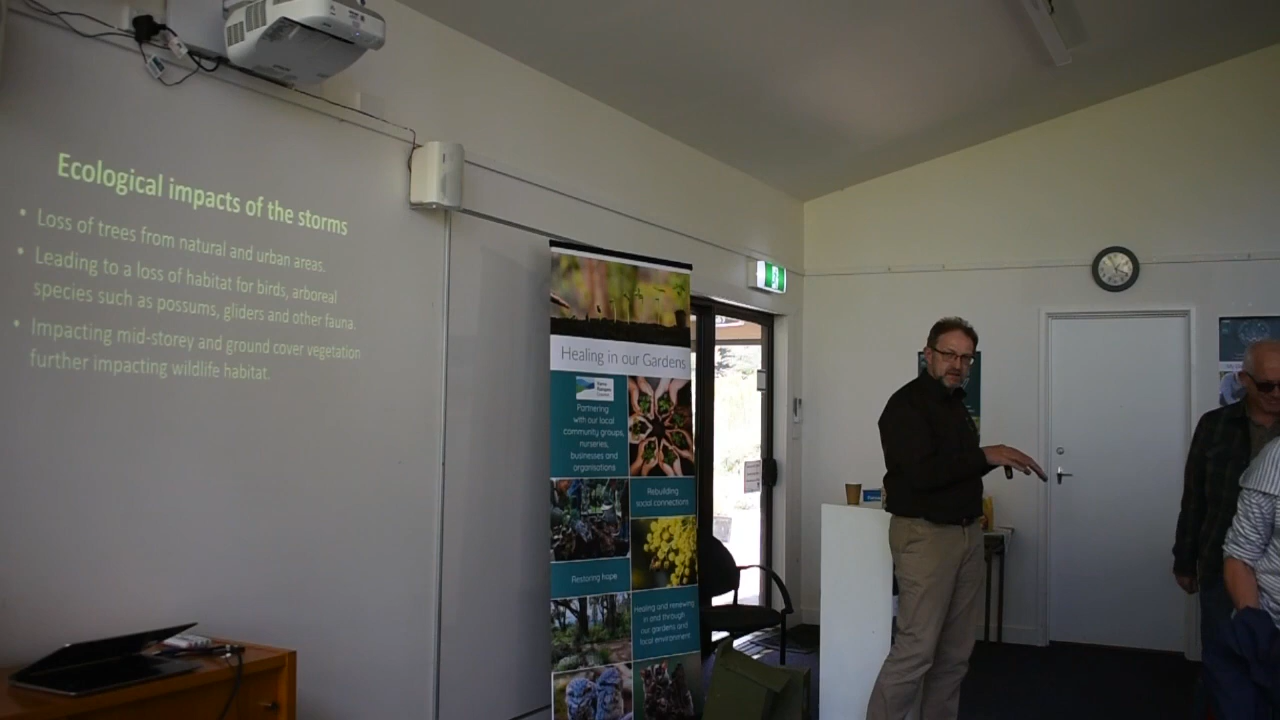 Ecological impacts of the storms
• Loss of trees from natural and urban areas.
• Leading to a loss of habitat for birds, arboreal
species such as possums, gliders and other fauna.
• Impacting mid-storey and ground cover vegetation
further impacting wildlife habitat.
Healing in our Gardens
Yarra
Ranges
Council
Partnering
with our local
community groups,
nurseries,
businesses and
organisations
Rebuilding
social connections
Restoring hope
Healing and renewing
in and through
our gardens and
local environment